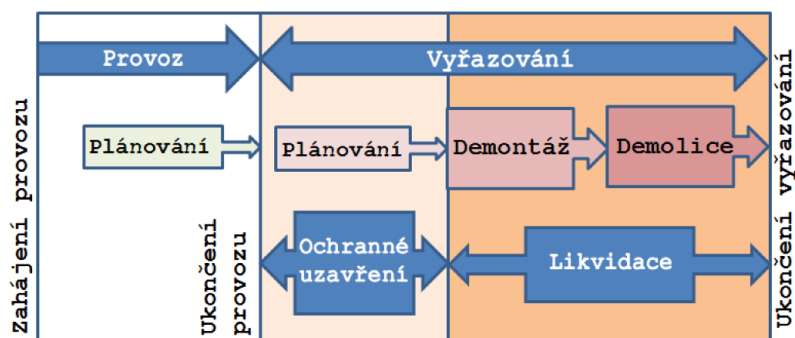 Provoz
Vyřazování
Plánování
Plánování
Demontáž
Demolice
Ochranné
uzavření
Likvidace
Zahájení provozu
Ukončení
provozu
Ukončení vyřazování